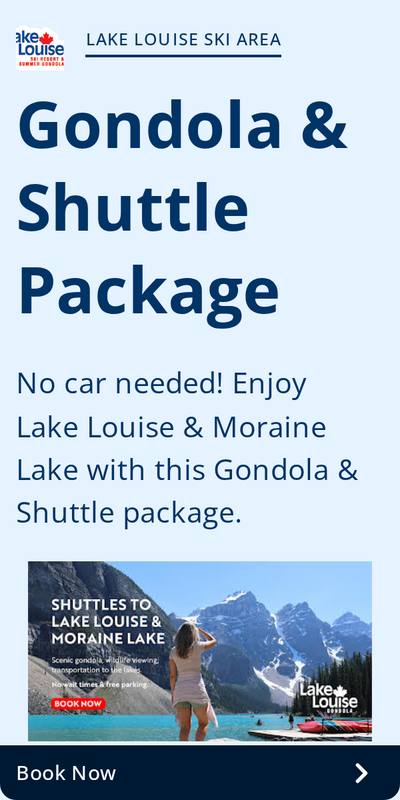 Lake
Louise
SKI RESORT &
SUMMER GONDOLA
LAKE LOUISE SKI AREA
Gondola &
Shuttle
Package
No car needed! Enjoy
Lake Louise & Moraine
Lake with this Gondola &
Shuttle package.
SHUTTLES TO
LAKE LOUISE &
MORAINE LAKE
Scenic gondola, wildlife viewing,
transportation to the lakes.
No wait times & free parking.
BOOK NOW
Lake
Louise
GONDOLA
Book Now